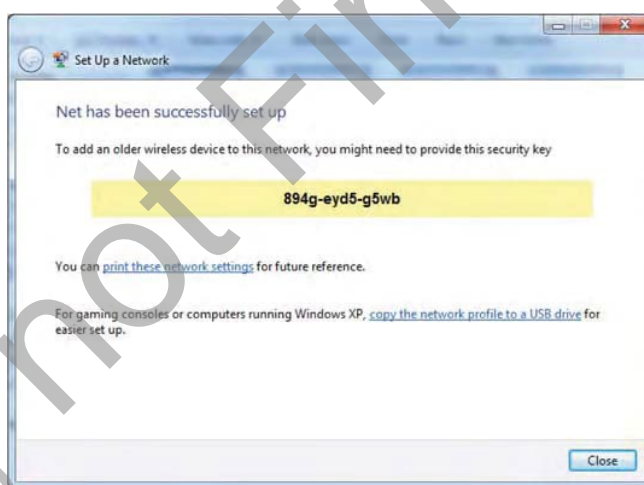 Set Up a Network
Net has been successfully set up
To add an older wireless device to this network, you might need to provide this security key
894g-eyd5-g5wb
You can print these network settings for future reference.
For gaming consoles or computers running Windows XP, copy the network profile to a USB drive for
easier set up.
Close
not Fin